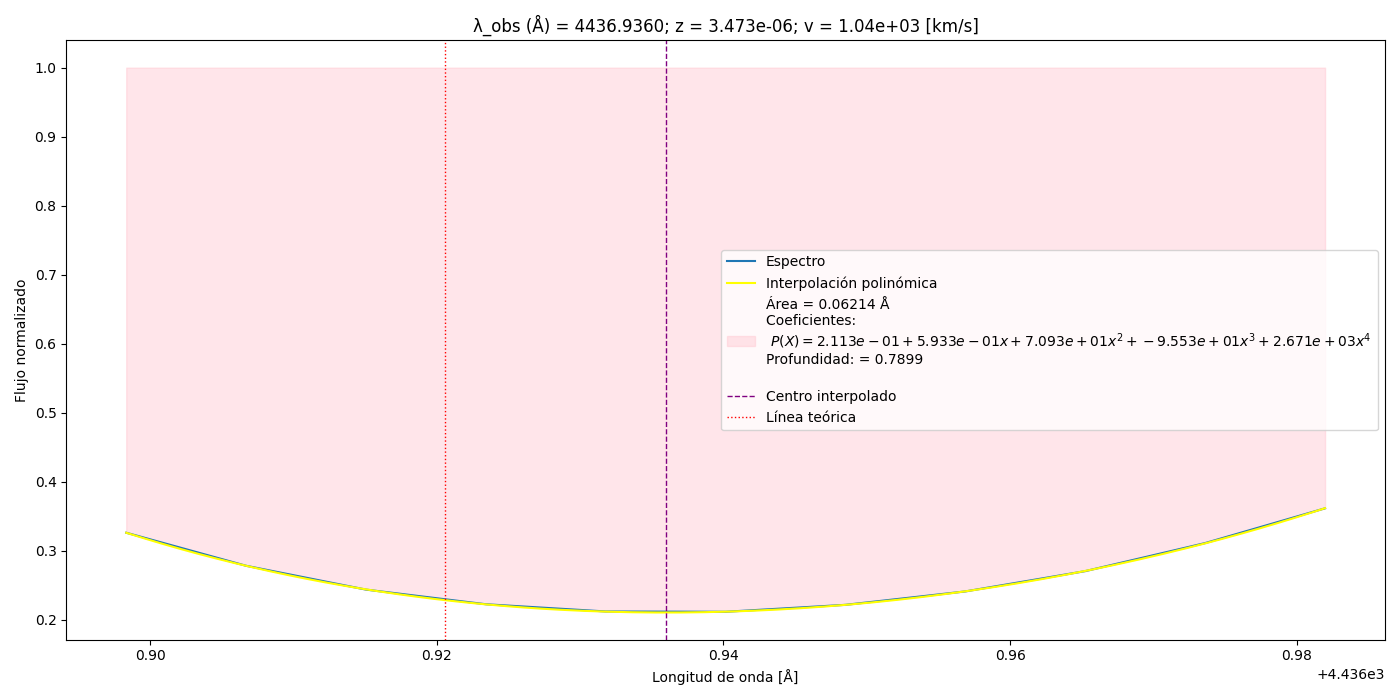 λ_obs (Å) = 4436.9360; z = 3.473e-06; v = 1.04e+03 [km/s]
1.0
0.9
0.8
0.7
0.6
0.5
0.4
0.3
0.2
Flujo normalizado
Espectro
Interpolación polinómica
Área = 0.06214 Å
Coeficientes:
P(X) = 2.113e − 01 + 5.933e − 01x + 7.093e + 01x² + −9.553e + 01x³ + 2.671e + 03x⁴
Profundidad: = 0.7899
Centro interpolado
Línea teórica
0.90 0.92 0.94 0.96 0.98
+4.436e3
Longitud de onda [Å]